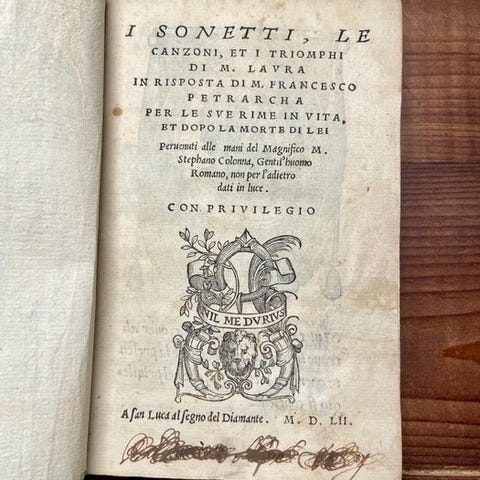 I SONETTI, LE
CANZONI, ET I TRIOMPHI
DI M. LAVRA
IN RISPOSTA DI M. FRANCESCO
PETRARCHA
PER LE SVE RIME IN VITA,
ET DOPO LA MORTE DI LEI
Peruenuti alle mani del Magnifico M.
Stephano Colonna, Gentil'huomo
Romano, non per l'adietro
dati in luce.
CON PRIVILEGIO
NIL ME DVRIVS
A san Luca al segno del Diamante. M. D. LII.